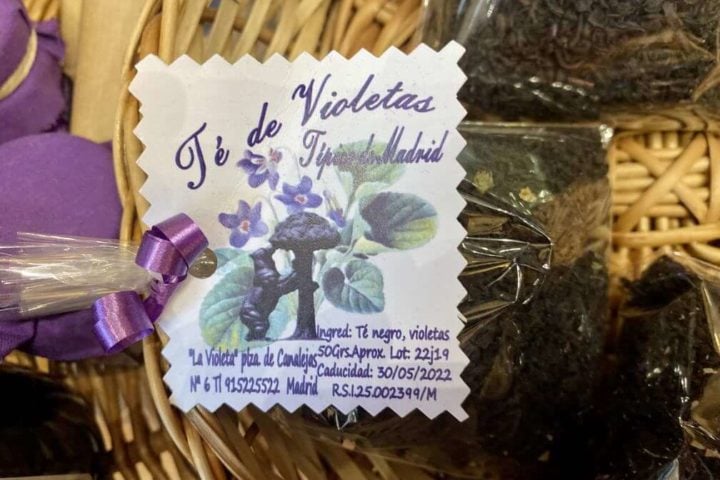 Té de Violetas
Típico de Madrid
Ingred: Té negro, violetas
50Grs.Aprox. Lot: 22j19
Caducidad: 30/05/2022
R.S.I.25.002399/M
"La Violeta" plza. de Canalejas
Nº 6 Tl 915225522 Madrid